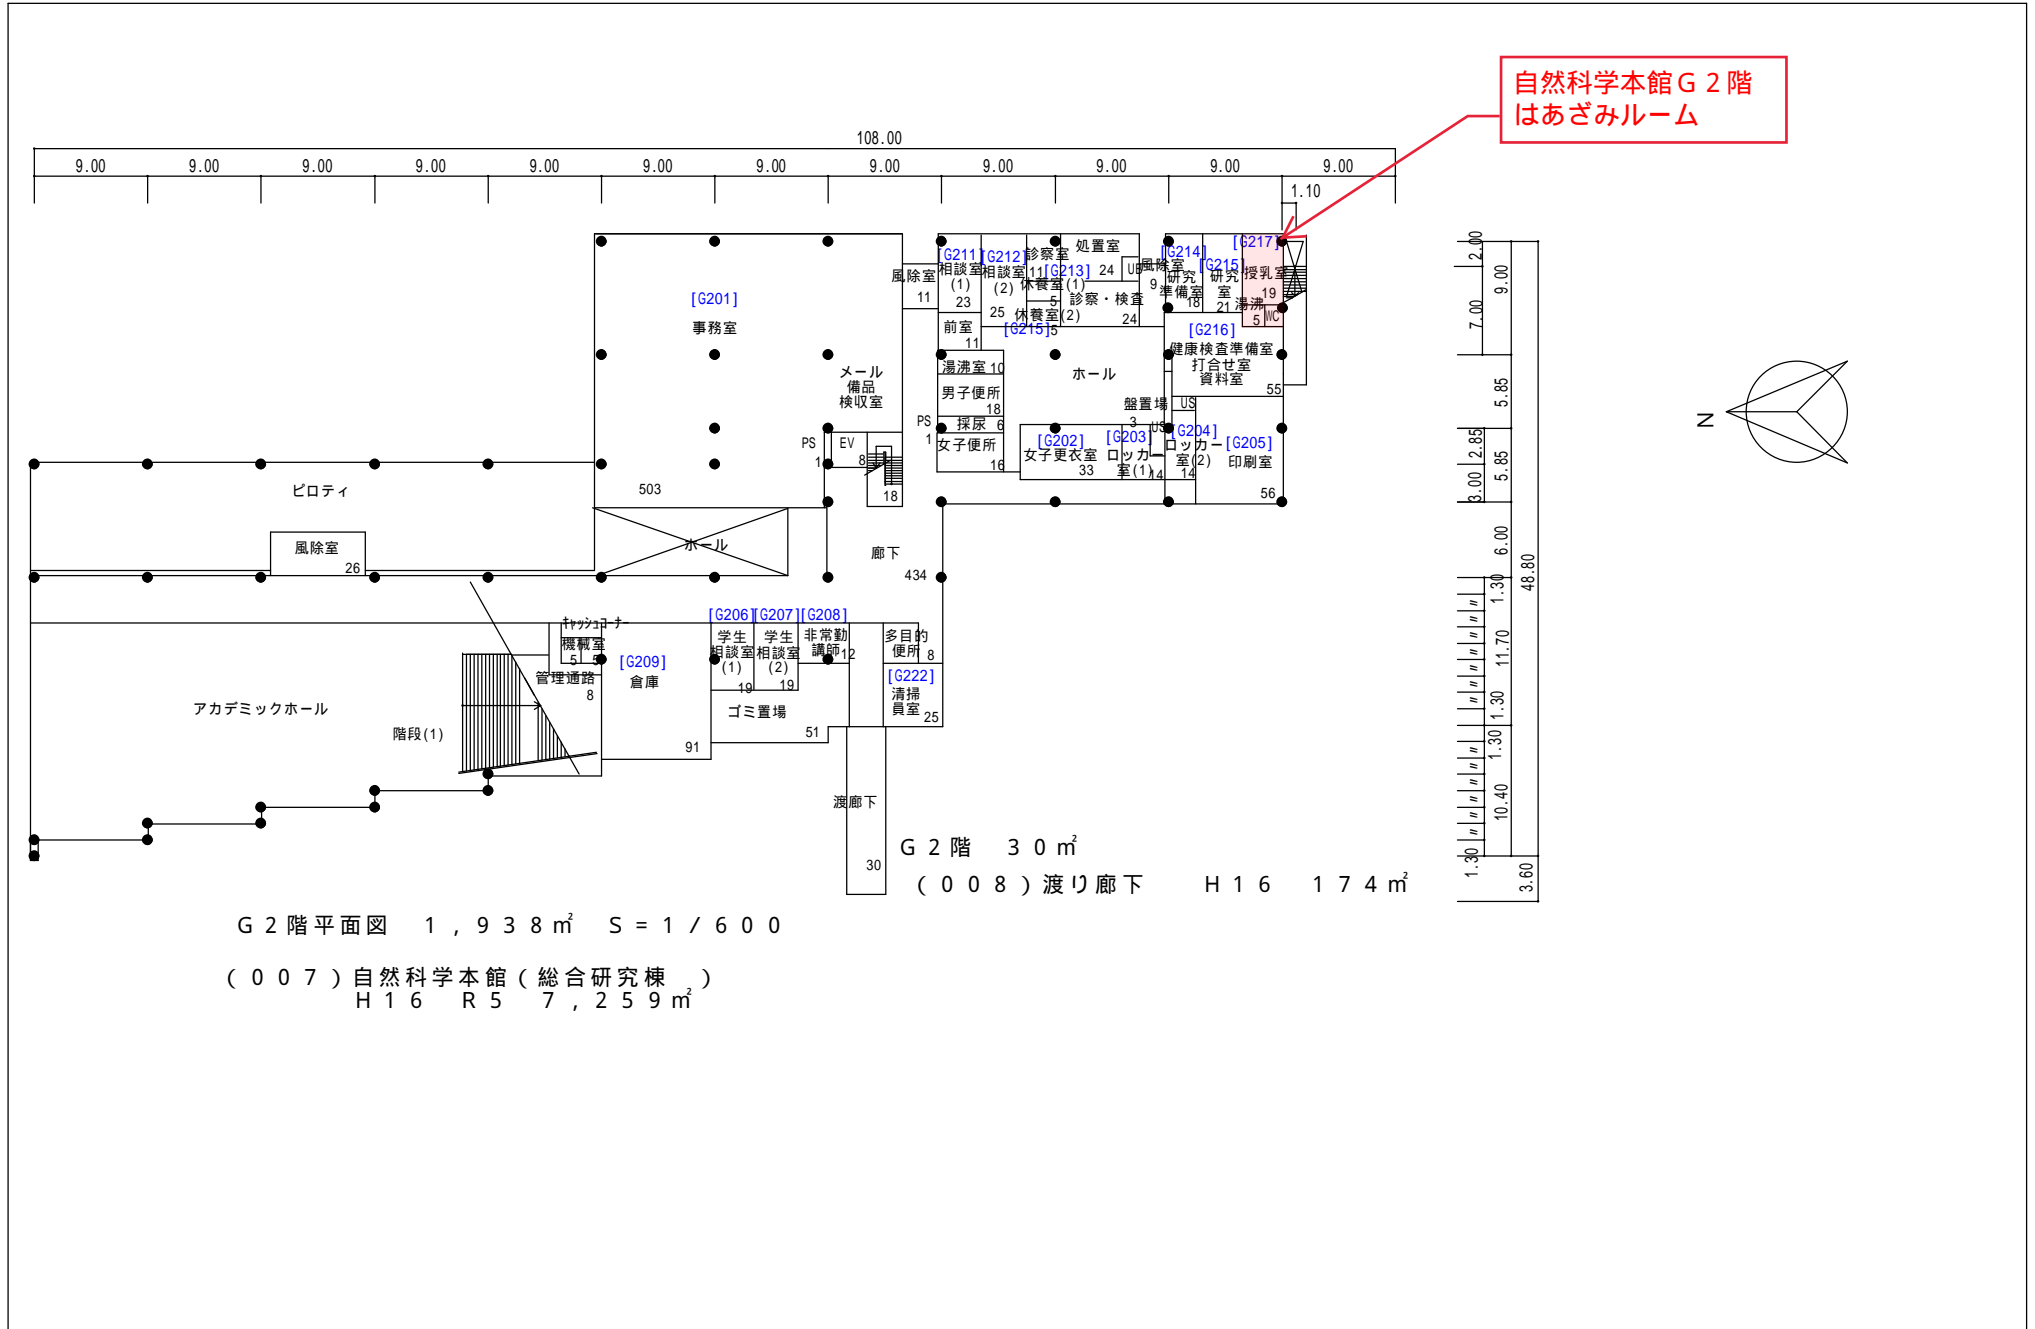 自然科学本館G2階
はあざみルーム
108.00
9.00 9.00 9.00 9.00 9.00 9.00 9.00 9.00 9.00 9.00 9.00 9.00
1.10
[G201]
事務室
503
メール
備品
検収室
風除室
11
[G211]
相談室
(1)
23
[G212]
相談室
(2)
25
診察室
11
[G213]
休養室(1)
5
休養室(2)
[G215]
5
処置室
24
UB
診察・検査
24
風除室
9
[G214]
研究
準備室
18
[G215]
研究
室
21
[G217]
授乳室
19
湯沸
5
WC
前室
11
湯沸室 10
男子便所
18
採尿 6
女子便所
16
PS
1
ホール
[G216]
健康検査準備室
打合せ室
資料室
55
盤置場
3
US
US
[G202]
女子更衣室
33
[G203]
ロッカー
室(1)
14
[G204]
ロッカー
室(2)
14
[G205]
印刷室
56
PS
1
EV
8
18
ピロティ
風除室
26
ホール
廊下
434
キャッシュコーナー
機械室
5
5
管理通路
8
[G209]
倉庫
91
[G206]
学生
相談室
(1)
19
[G207]
学生
相談室
(2)
19
[G208]
非常勤
講師
12
多目的
便所
8
[G222]
清掃
員室
25
ゴミ置場
51
アカデミックホール
階段(1)
渡廊下
30
2.00
7.00
9.00
5.85
2.85
3.00
5.85
6.00
48.80
1.30
〃
〃
〃
〃
〃
〃
〃
11.70
1.30
1.30
〃
〃
〃
〃
〃
〃
10.40
1.30
3.60
N
G2階 30㎡
(008)渡り廊下 H16 174㎡
G2階平面図 1,938㎡ S=1/600
(007)自然科学本館(総合研究棟 )
H16 R5 7,259㎡